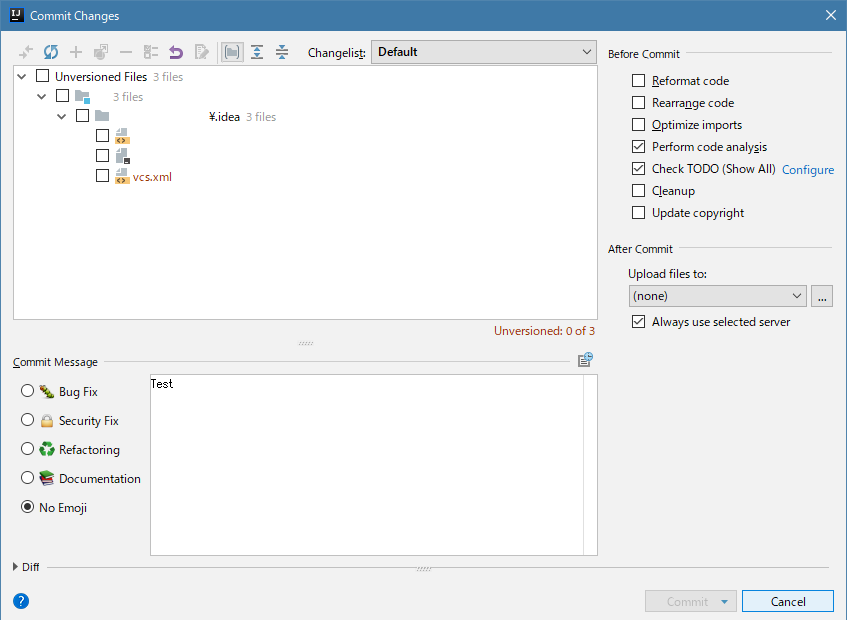 IJ Commit Changes
Changelist: Default
Unversioned Files 3 files
3 files
¥.idea 3 files
vcs.xml
Unversioned: 0 of 3
Commit Message
Bug Fix
Security Fix
Refactoring
Documentation
No Emoji
Test
Diff
Before Commit
Reformat code
Rearrange code
Optimize imports
Perform code analysis
Check TODO (Show All) Configure
Cleanup
Update copyright
After Commit
Upload files to:
(none) ...
Always use selected server
? Commit Cancel